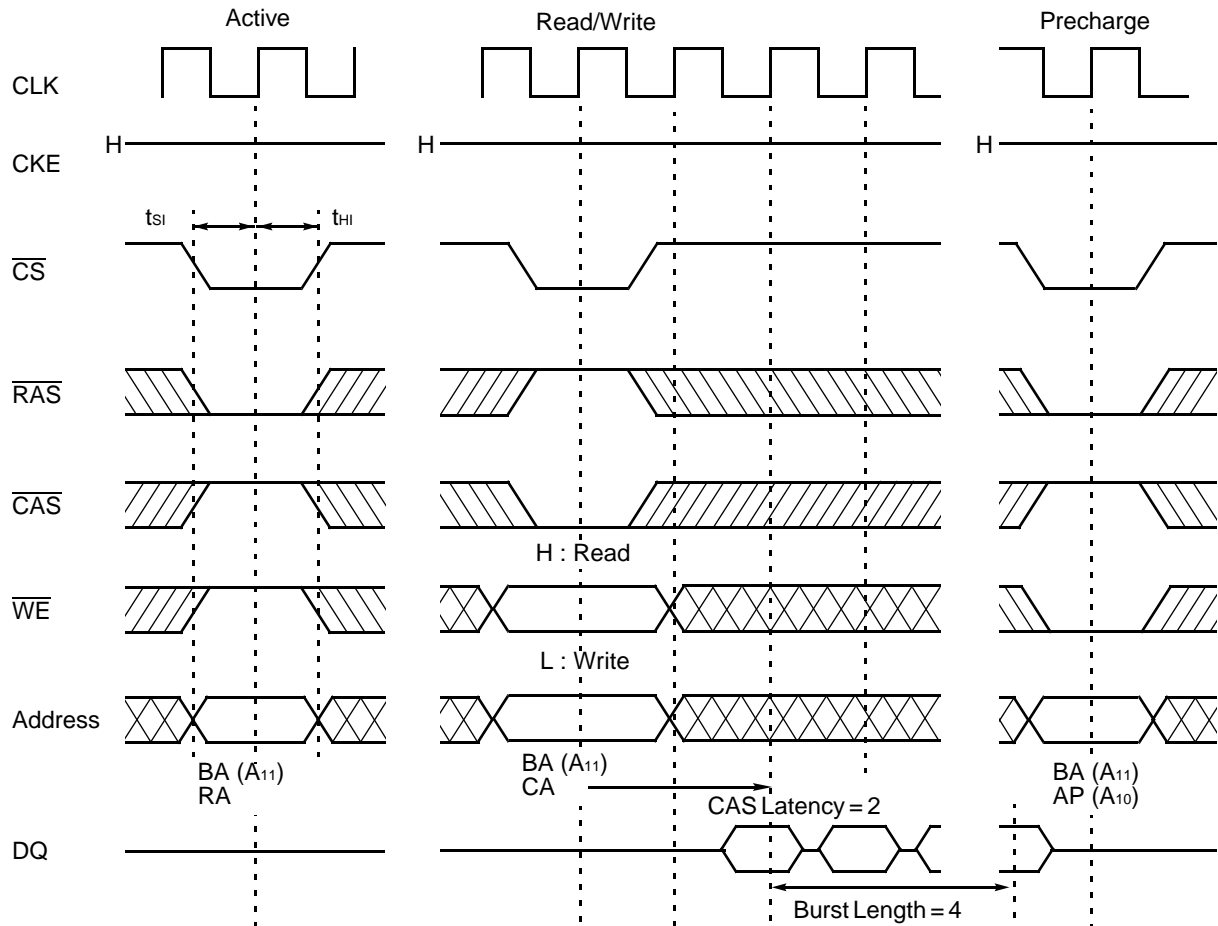 Active Read/Write Precharge
CLK
H H H
CKE
tSI tHI
CS
RAS
CAS
H : Read
WE
L : Write
Address
BA (A11) BA (A11) BA (A11)
RA CA AP (A10)
CAS Latency = 2
DQ
Burst Length = 4